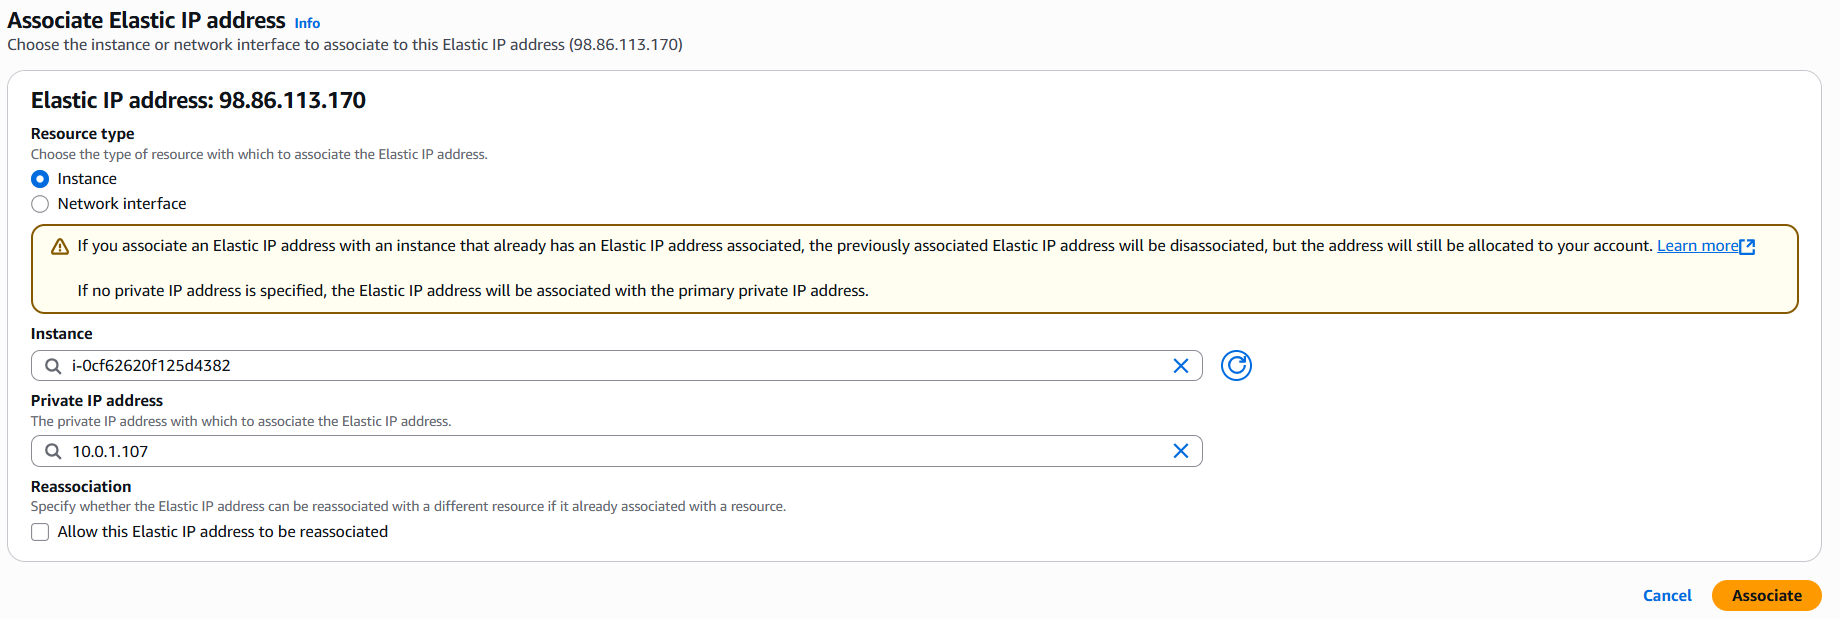 Associate Elastic IP address Info
Choose the instance or network interface to associate to this Elastic IP address (98.86.113.170)
Elastic IP address: 98.86.113.170
Resource type
Choose the type of resource with which to associate the Elastic IP address.
Instance
Network interface
If you associate an Elastic IP address with an instance that already has an Elastic IP address associated, the previously associated Elastic IP address will be disassociated, but the address will still be allocated to your account. Learn more
If no private IP address is specified, the Elastic IP address will be associated with the primary private IP address.
Instance
i-0cf62620f125d4382
Private IP address
The private IP address with which to associate the Elastic IP address.
10.0.1.107
Reassociation
Specify whether the Elastic IP address can be reassociated with a different resource if it already associated with a resource.
Allow this Elastic IP address to be reassociated
Cancel Associate